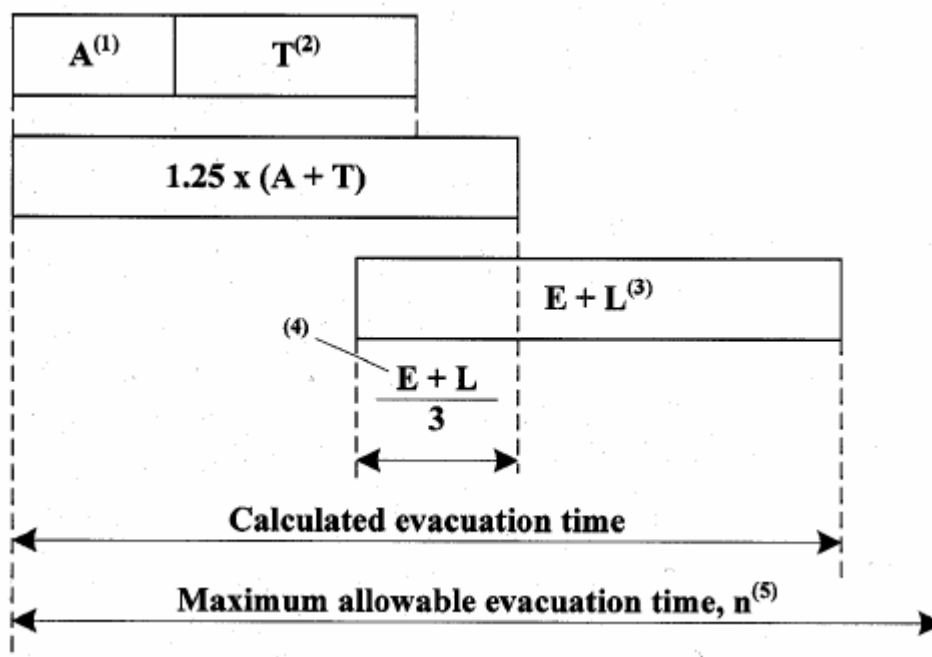 A(1) T(2)
1.25 x (A + T)
E + L(3)
(4)
E + L
3
Calculated evacuation time
Maximum allowable evacuation time, n(5)